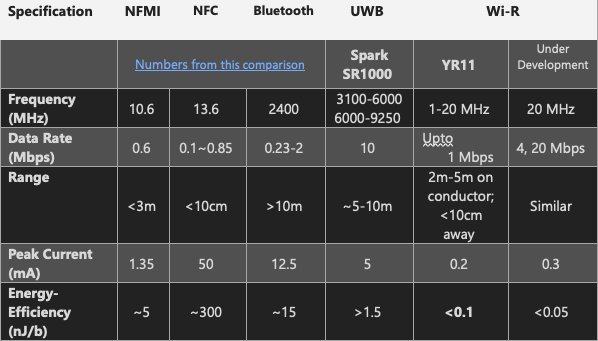 Specification NFMI NFC Bluetooth UWB Wi-R
Numbers from this comparison Spark SR1000 YR11 Under Development
Frequency (MHz) 10.6 13.6 2400 3100-6000 6000-9250 1-20 MHz 20 MHz
Data Rate (Mbps) 0.6 0.1~0.85 0.23-2 10 Upto 1 Mbps 4, 20 Mbps
Range <3m <10cm >10m ~5-10m 2m-5m on conductor; <10cm away Similar
Peak Current (mA) 1.35 50 12.5 5 0.2 0.3
Energy-Efficiency (nJ/b) ~5 ~300 ~15 >1.5 <0.1 <0.05